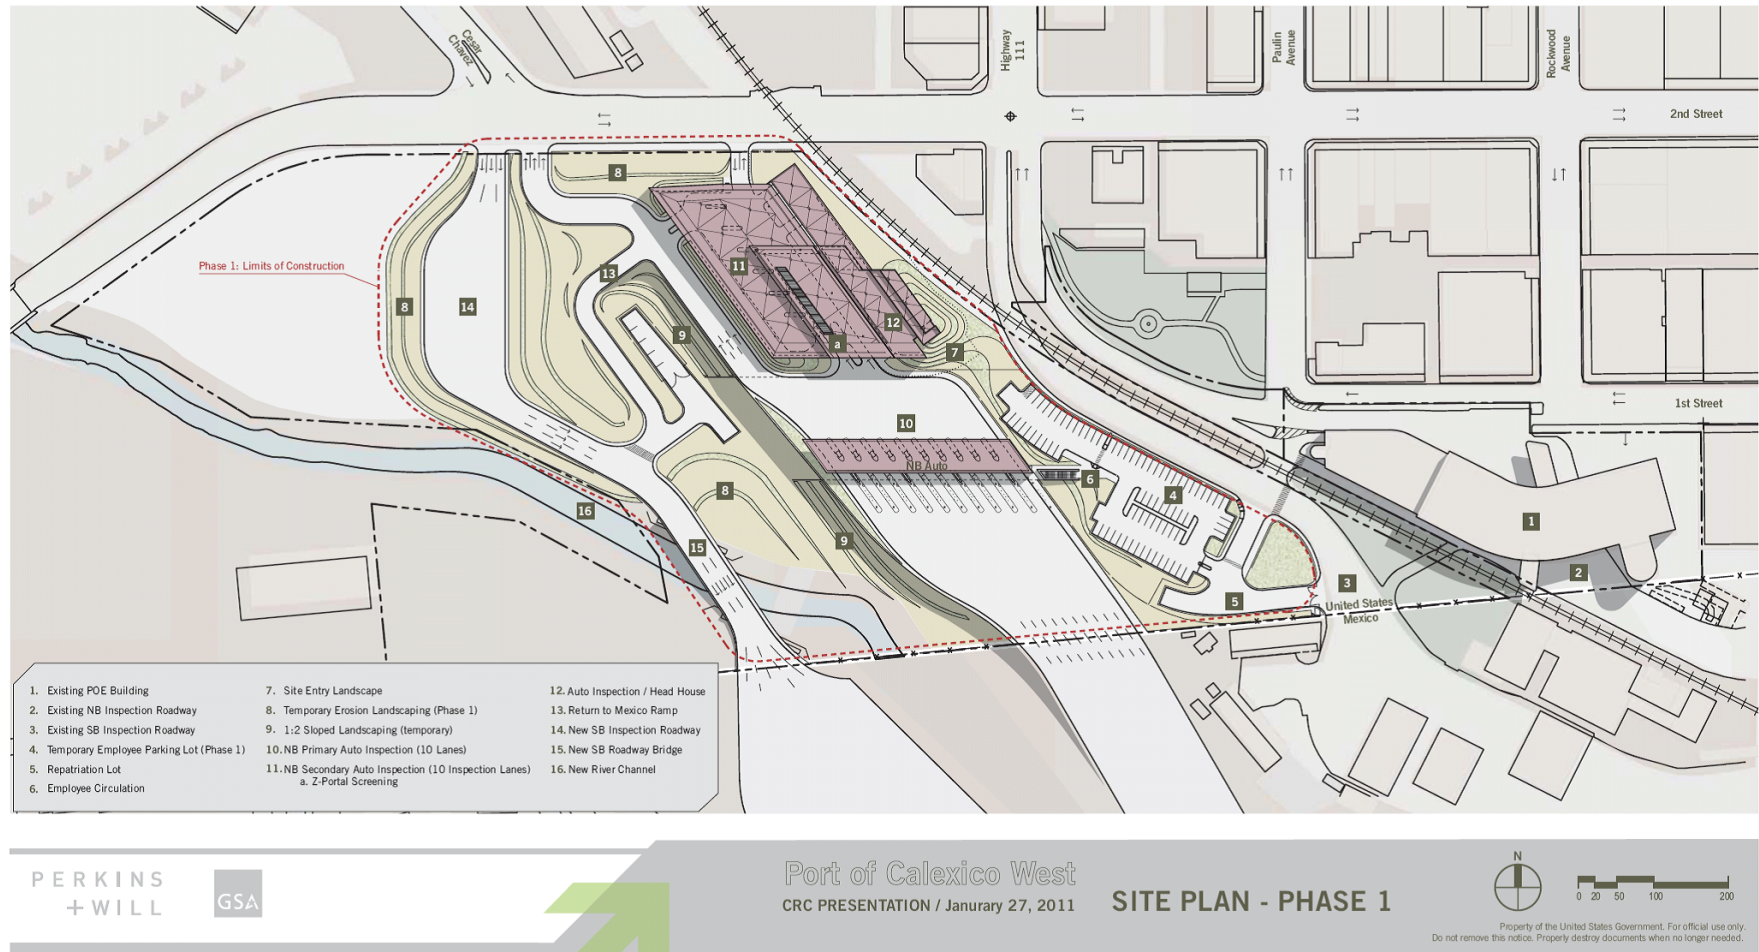 Cesar
Chavez
Highway
111
Paulin
Avenue
Rockwood
Avenue
2nd Street
8
Phase 1: Limits of Construction
13
11
8
14
9
12
a
7
1st Street
10
NB Auto
6
8
4
16
1
9
15
2
3
5
United States
Mexico
1. Existing POE Building
2. Existing NB Inspection Roadway
3. Existing SB Inspection Roadway
4. Temporary Employee Parking Lot (Phase 1)
5. Repatriation Lot
6. Employee Circulation
7. Site Entry Landscape
8. Temporary Erosion Landscaping (Phase 1)
9. 1:2 Sloped Landscaping (temporary)
10. NB Primary Auto Inspection (10 Lanes)
11. NB Secondary Auto Inspection (10 Inspection Lanes)
a. Z-Portal Screening
12. Auto Inspection / Head House
13. Return to Mexico Ramp
14. New SB Inspection Roadway
15. New SB Roadway Bridge
16. New River Channel
PERKINS
+WILL
GSA
Port of Calexico West
CRC PRESENTATION / Janurary 27, 2011
SITE PLAN - PHASE 1
N
0 20 50 100 200
Property of the United States Government. For official use only.
Do not remove this notice. Properly destroy documents when no longer needed.